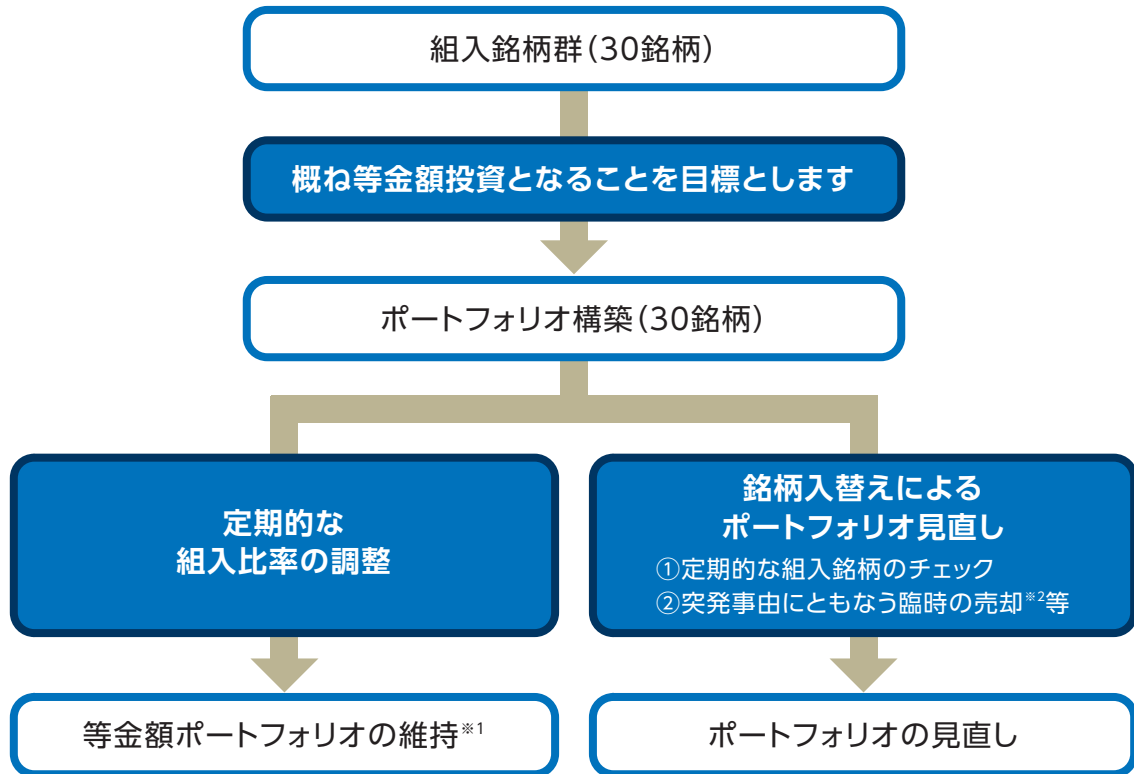 組入銘柄群(30銘柄)
概ね等金額投資となることを目標とします
ポートフォリオ構築(30銘柄)
定期的な
組入比率の調整
銘柄入替えによる
ポートフォリオ見直し
①定期的な組入銘柄のチェック
②突発事由にともなう臨時の売却※2等
等金額ポートフォリオの維持※1
ポートフォリオの見直し